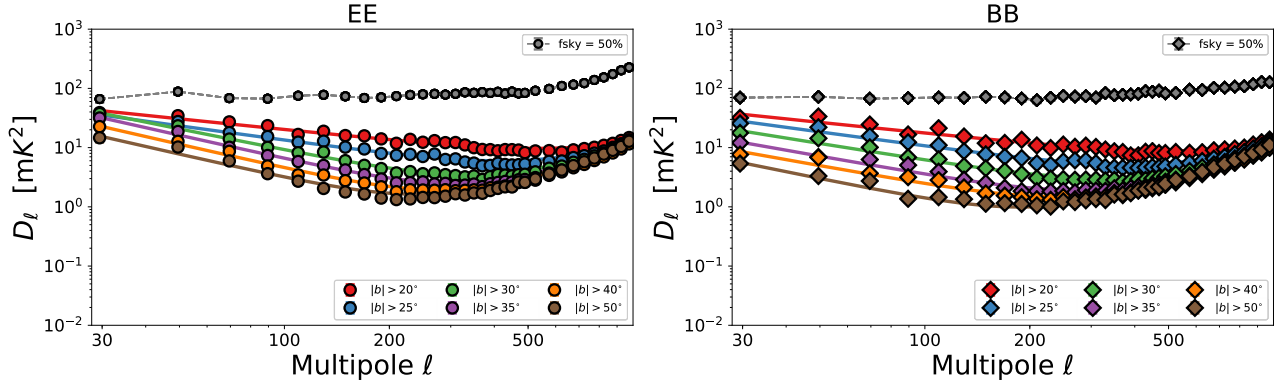 EE
10³
10²
10¹
10⁰
10⁻¹
10⁻²
D_ℓ [mK²]
fsky = 50%
|b| > 20° |b| > 30° |b| > 40°
|b| > 25° |b| > 35° |b| > 50°
30 100 200 500
Multipole ℓ
BB
10³
10²
10¹
10⁰
10⁻¹
10⁻²
D_ℓ [mK²]
fsky = 50%
|b| > 20° |b| > 30° |b| > 40°
|b| > 25° |b| > 35° |b| > 50°
30 100 200 500
Multipole ℓ